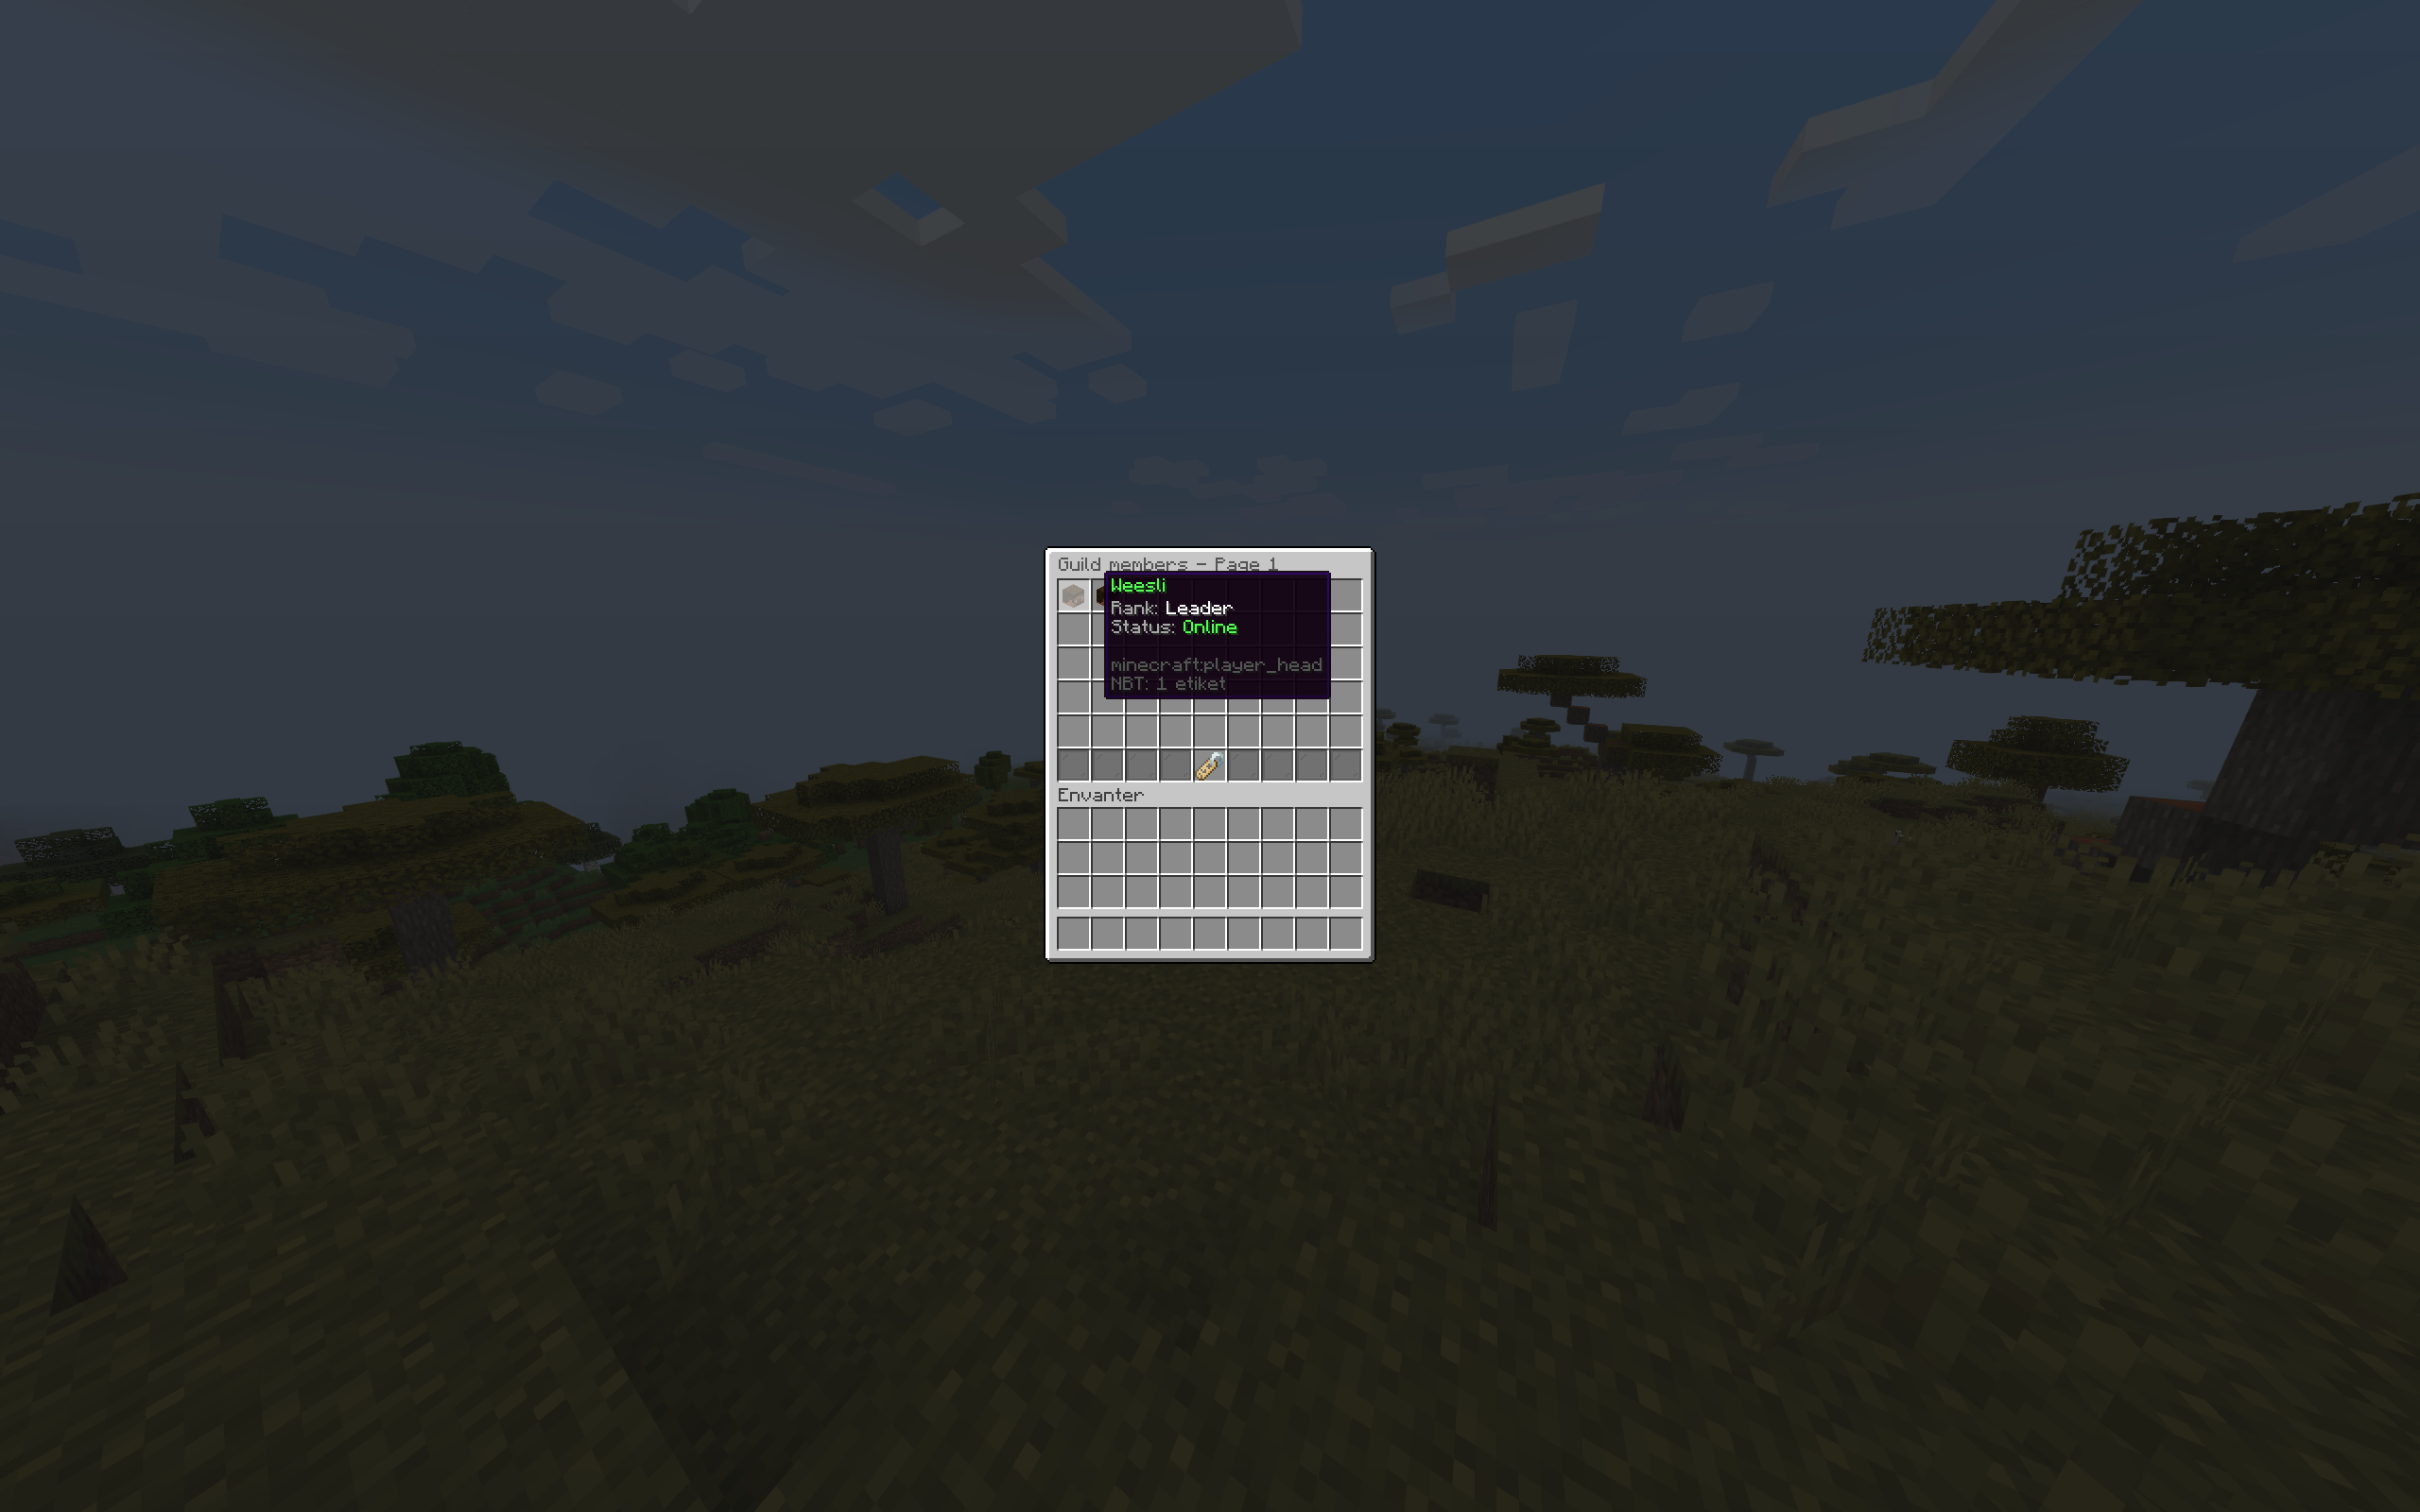 Guild members - Page 1
Weesli
Rank: Leader
Status: Online
minecraft:player_head
NBT: 1 etiket
Envanter